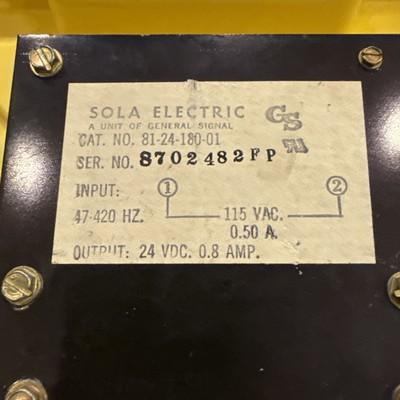 SOLA ELECTRIC
GS
A UNIT OF GENERAL SIGNAL
CAT. NO. 81-24-180-01
SER. NO. 8702482FP
INPUT: 1 2
47-420 HZ. 115 VAC.
0.50 A.
OUTPUT: 24 VDC. 0.8 AMP.